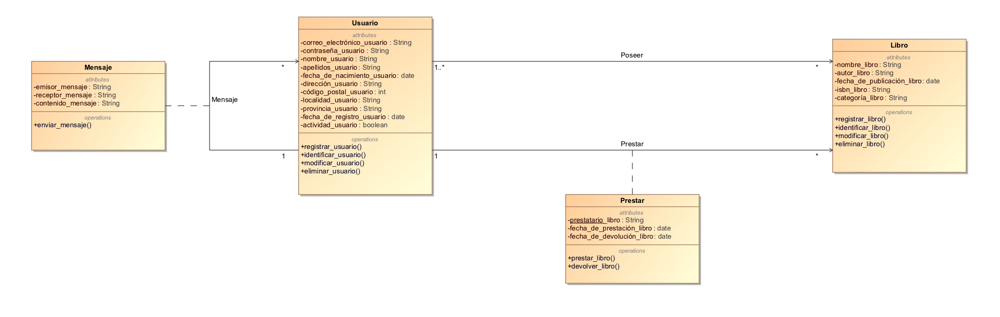 Mensaje
attributes
-emisor_mensaje : String
-receptor_mensaje : String
-contenido_mensaje : String
operations
+enviar_mensaje()
Mensaje
*
1
Usuario
attributes
-correo_electrónico_usuario : String
-contraseña_usuario : String
-nombre_usuario : String
-apellidos_usuario : String
-fecha_de_nacimiento_usuario : date
-dirección_usuario : String
-código_postal_usuario : int
-localidad_usuario : String
-provincia_usuario : String
-fecha_de_registro_usuario : date
-actividad_usuario : boolean
operations
+registrar_usuario()
+identificar_usuario()
+modificar_usuario()
+eliminar_usuario()
Poseer
1..*
*
Prestar
1
*
Libro
attributes
-nombre_libro : String
-autor_libro : String
-fecha_de_publicación_libro : date
-isbn_libro : String
-categoría_libro : String
operations
+registrar_libro()
+identificar_libro()
+modificar_libro()
+eliminar_libro()
Prestar
attributes
-prestatario_libro : String
-fecha_de_prestación_libro : date
-fecha_de_devolución_libro : date
operations
+prestar_libro()
+devolver_libro()